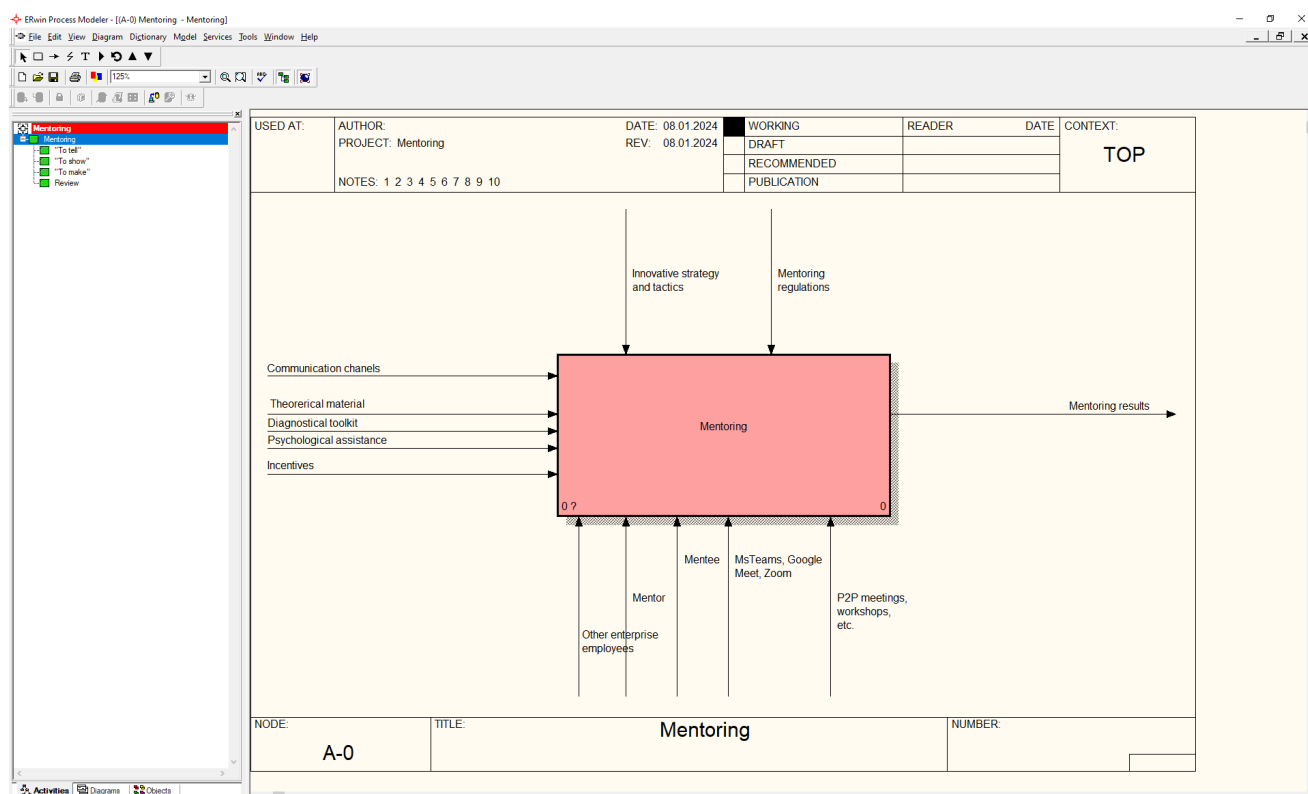 ERwin Process Modeler - [(A-0) Mentoring - Mentoring]
File Edit View Diagram Dictionary Model Services Tools Window Help
125%
Mentoring
Mentoring
"To tell"
"To show"
"To make"
Review
Activities Diagrams Objects
USED AT:
AUTHOR:
DATE: 08.01.2024
PROJECT: Mentoring
REV: 08.01.2024
NOTES: 1 2 3 4 5 6 7 8 9 10
WORKING
DRAFT
RECOMMENDED
PUBLICATION
READER
DATE
CONTEXT:
TOP
Innovative strategy
and tactics
Mentoring
regulations
Communication chanels
Theorerical material
Diagnostical toolkit
Psychological assistance
Incentives
Mentoring
0 ?
0
Mentoring results
Mentee
MsTeams, Google
Meet, Zoom
Mentor
P2P meetings,
workshops,
etc.
Other enterprise
employees
NODE:
A-0
TITLE:
Mentoring
NUMBER: